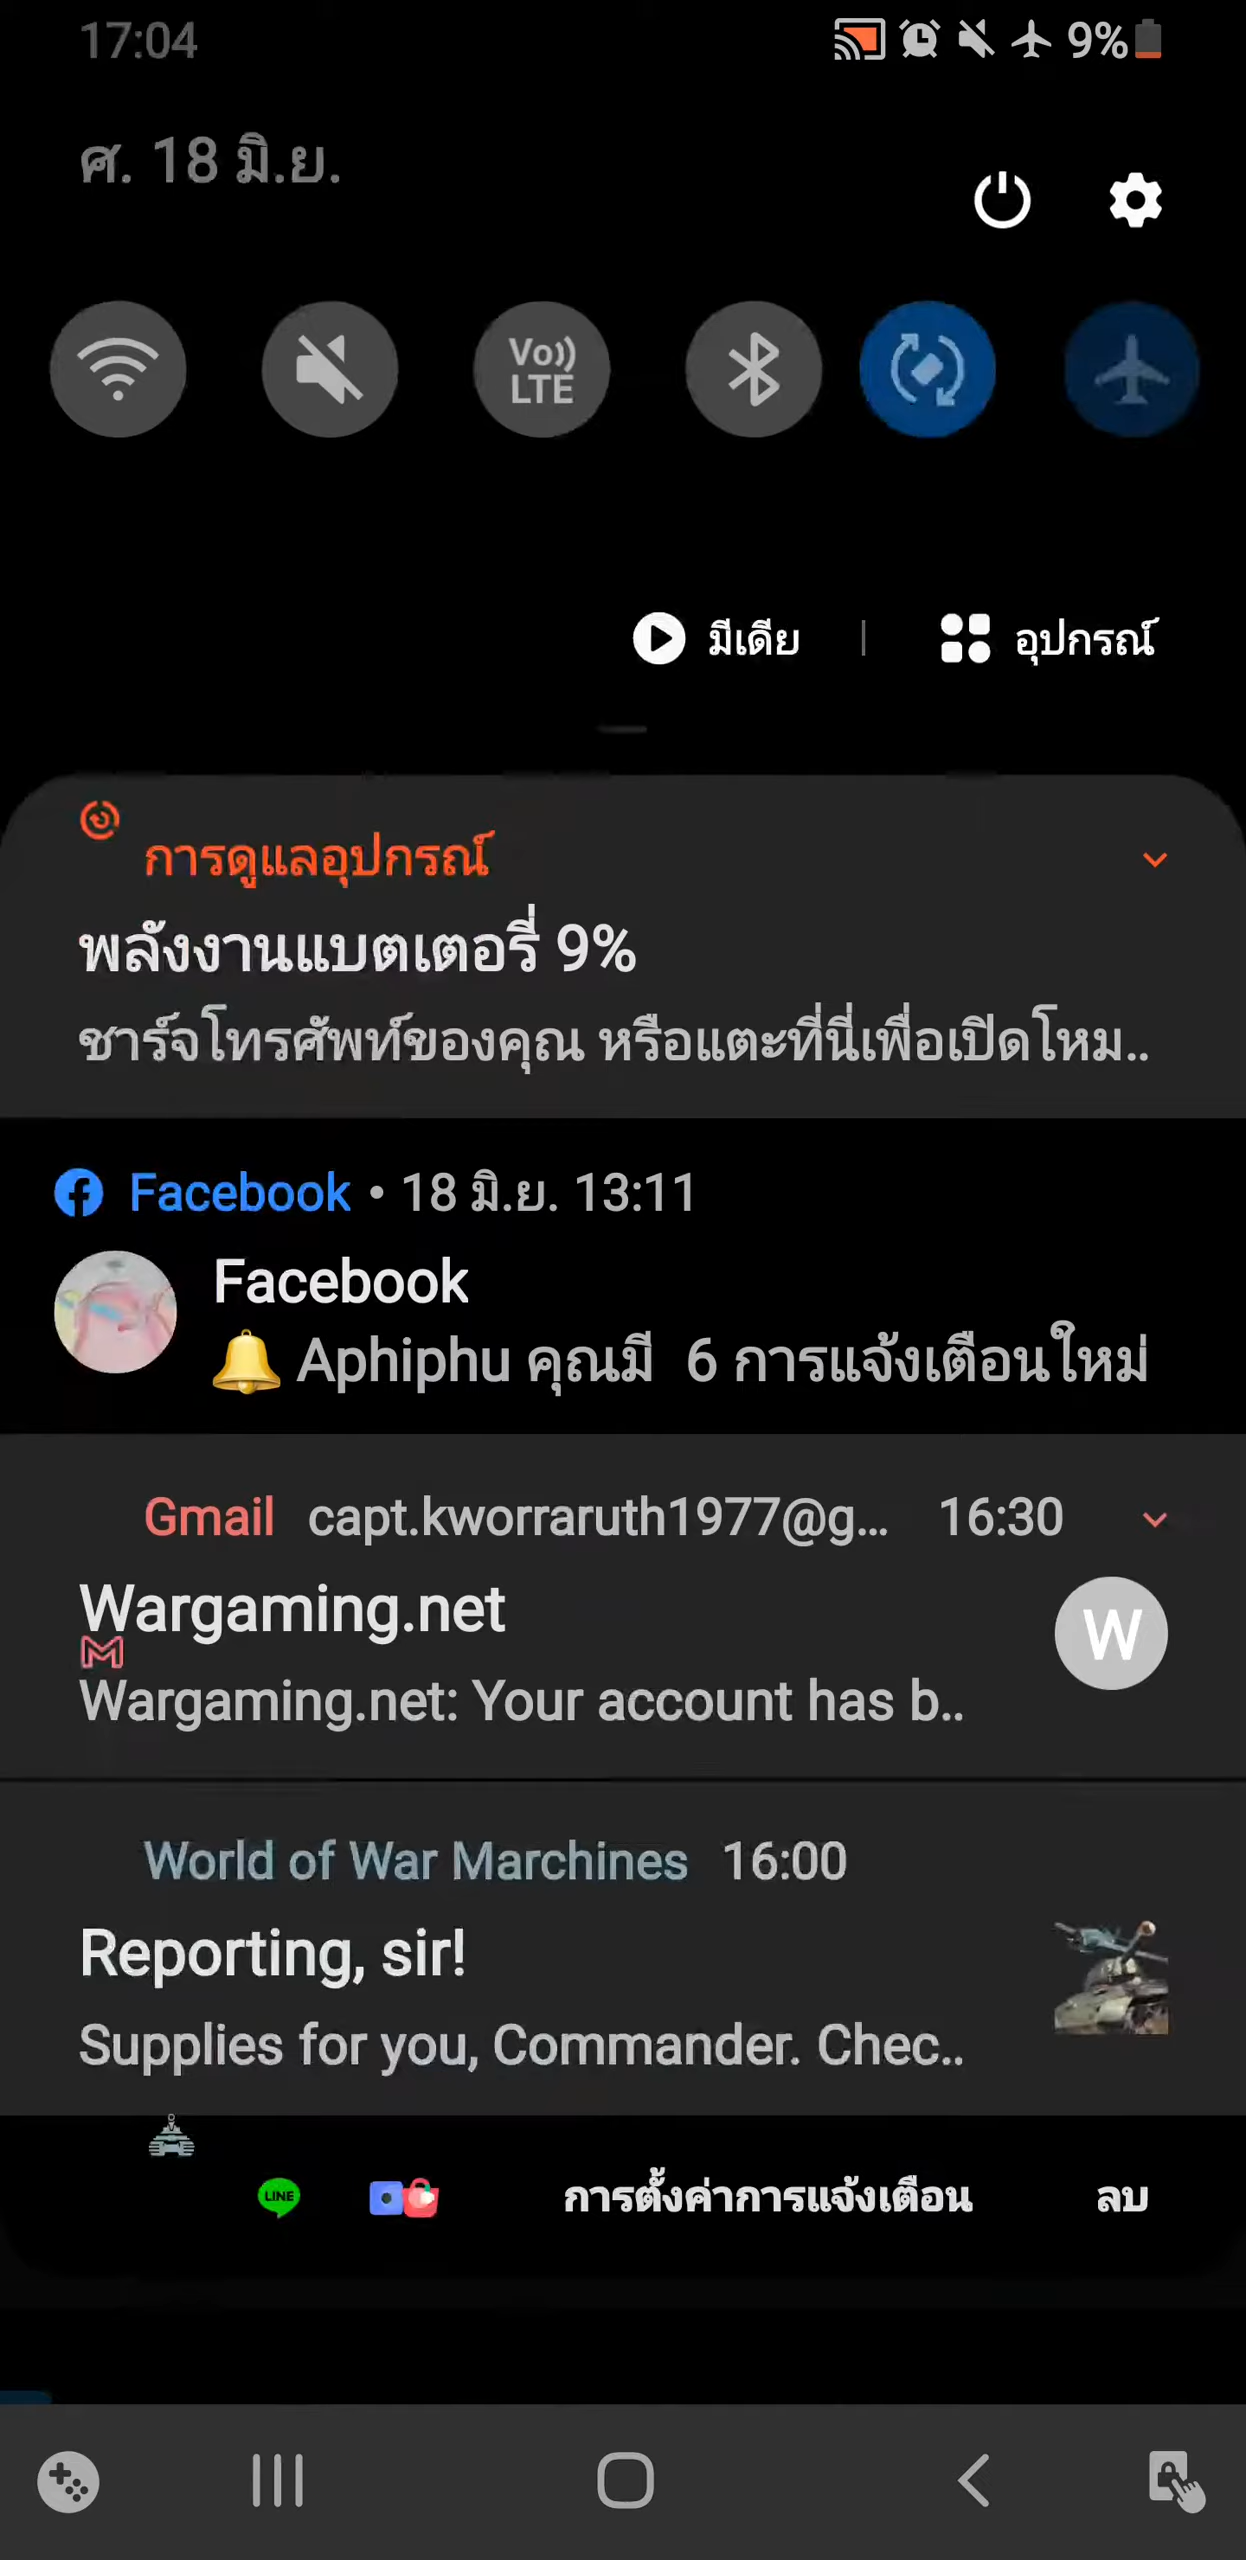 17:04
9%
ศ. 18 มิ.ย.
Vo)) LTE
มีเดีย
อุปกรณ์
การดูแลอุปกรณ์
พลังงานแบตเตอรี่ 9%
ชาร์จโทรศัพท์ของคุณ หรือแตะที่นี่เพื่อเปิดโหม..
Facebook • 18 มิ.ย. 13:11
Facebook
🔔 Aphiphu คุณมี 6 การแจ้งเตือนใหม่
Gmail capt.kworraruth1977@g... 16:30
Wargaming.net
W
Wargaming.net: Your account has b..
World of War Marchines 16:00
Reporting, sir!
Supplies for you, Commander. Chec..
LINE
การตั้งค่าการแจ้งเตือน
ลบ